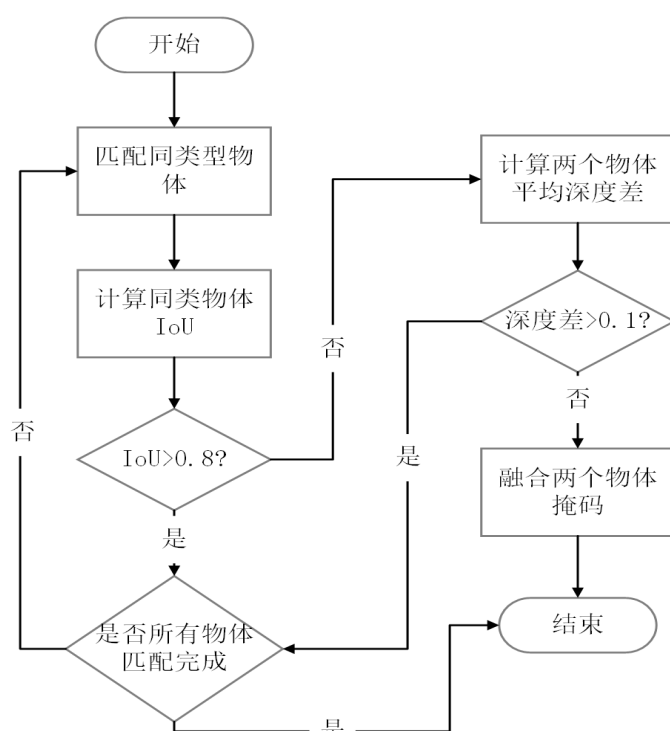 开始
匹配同类型物
体
计算同类物体
IoU
IoU>0.8?
是
是否所有物体
匹配完成
否
否
计算两个物体
平均深度差
深度差>0.1?
是
否
融合两个物体
掩码
结束
是